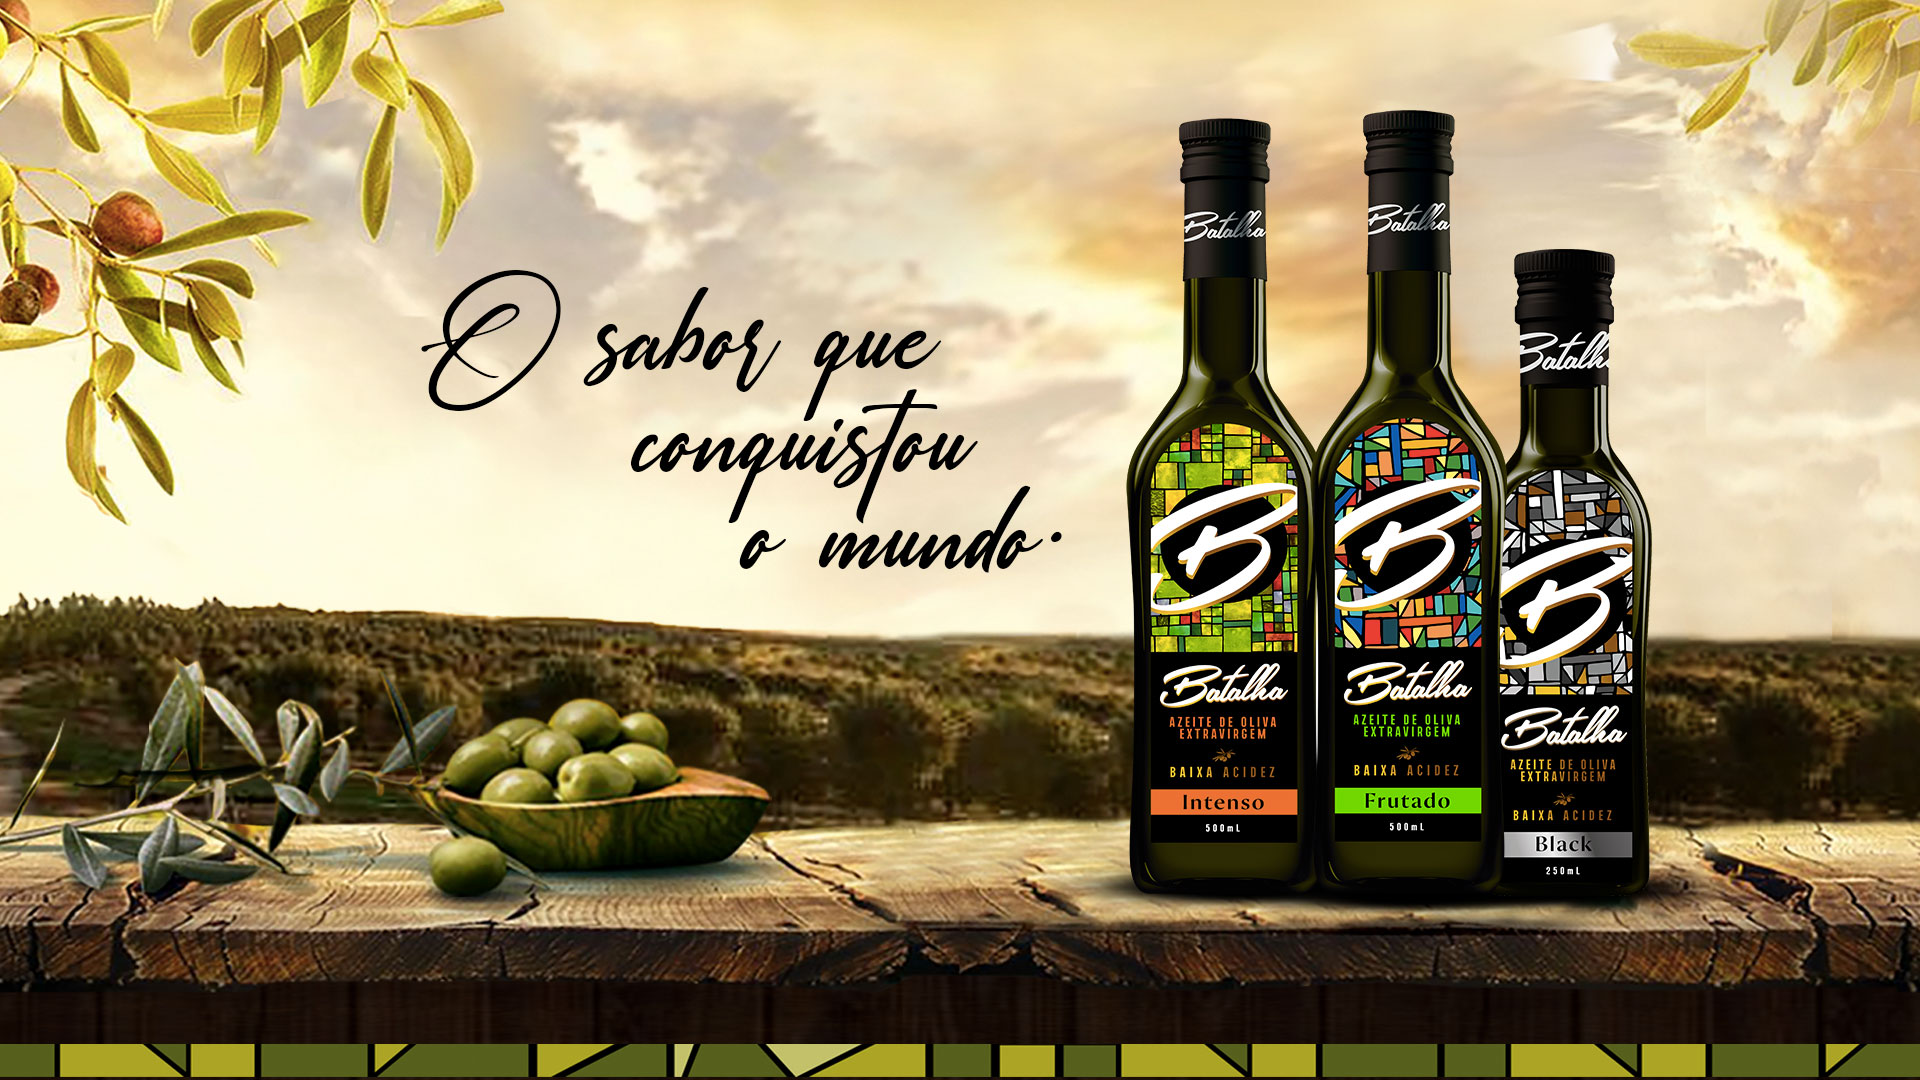 O sabor que
conquistou
o mundo.
Batalha
B
Batalha
AZEITE DE OLIVA
EXTRAVIRGEM
BAIXA ACIDEZ
Intenso
500mL
Batalha
B
Batalha
AZEITE DE OLIVA
EXTRAVIRGEM
BAIXA ACIDEZ
Frutado
500mL
Batalha
B
Batalha
AZEITE DE OLIVA
EXTRAVIRGEM
BAIXA ACIDEZ
Black
250mL